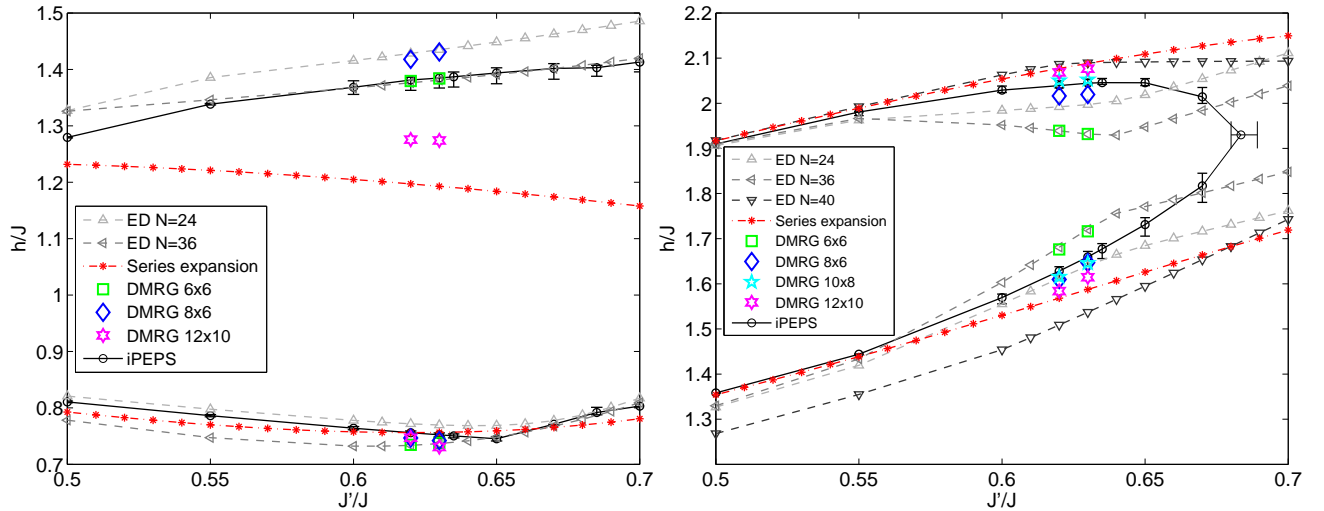 1.5
1.4
1.3
1.2
1.1
1
0.9
0.8
0.7
h/J
0.5
0.55
0.6
0.65
0.7
J'/J
ED N=24
ED N=36
Series expansion
DMRG 6x6
DMRG 8x6
DMRG 12x10
iPEPS
2.2
2.1
2
1.9
1.8
1.7
1.6
1.5
1.4
1.3
h/J
0.5
0.55
0.6
0.65
0.7
J'/J
ED N=24
ED N=36
ED N=40
Series expansion
DMRG 6x6
DMRG 8x6
DMRG 10x8
DMRG 12x10
iPEPS